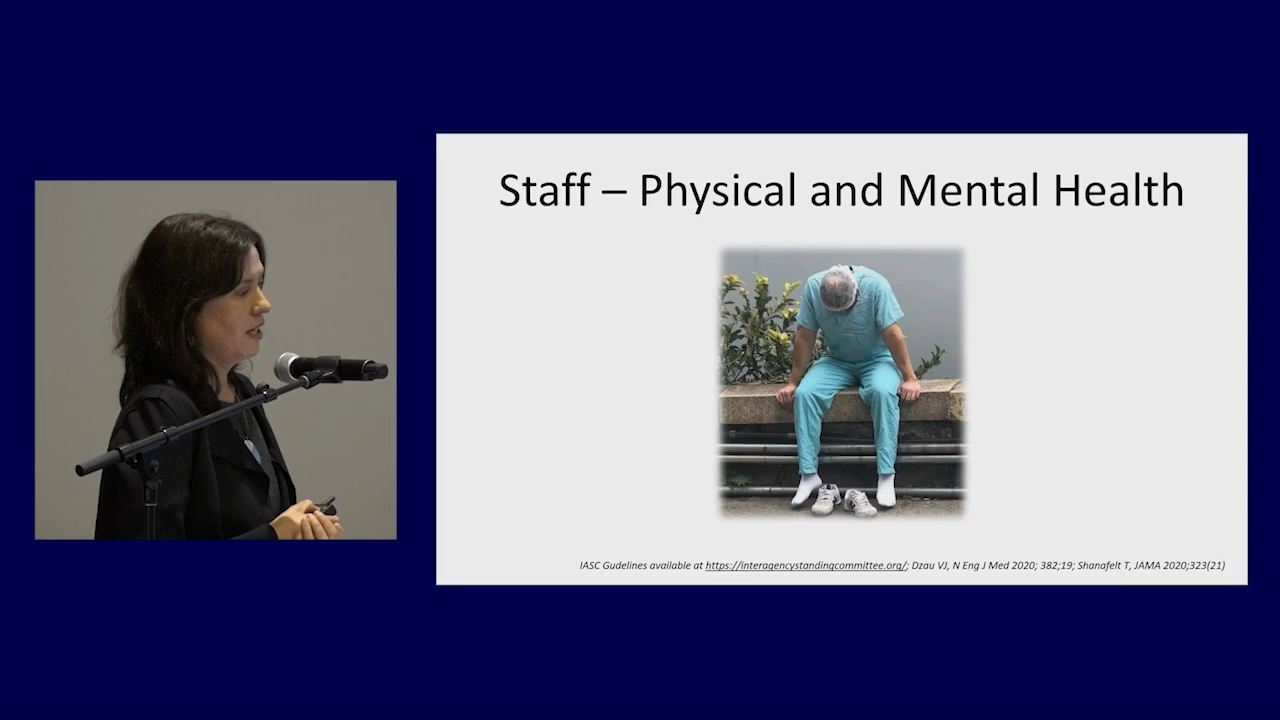 Staff – Physical and Mental Health
IASC Gudelines available at https://interagencystandingcommittee.org/; Dzau VJ, N Eng J Med 2020; 382;19; Shanafelt T, JAMA 2020;323(21)